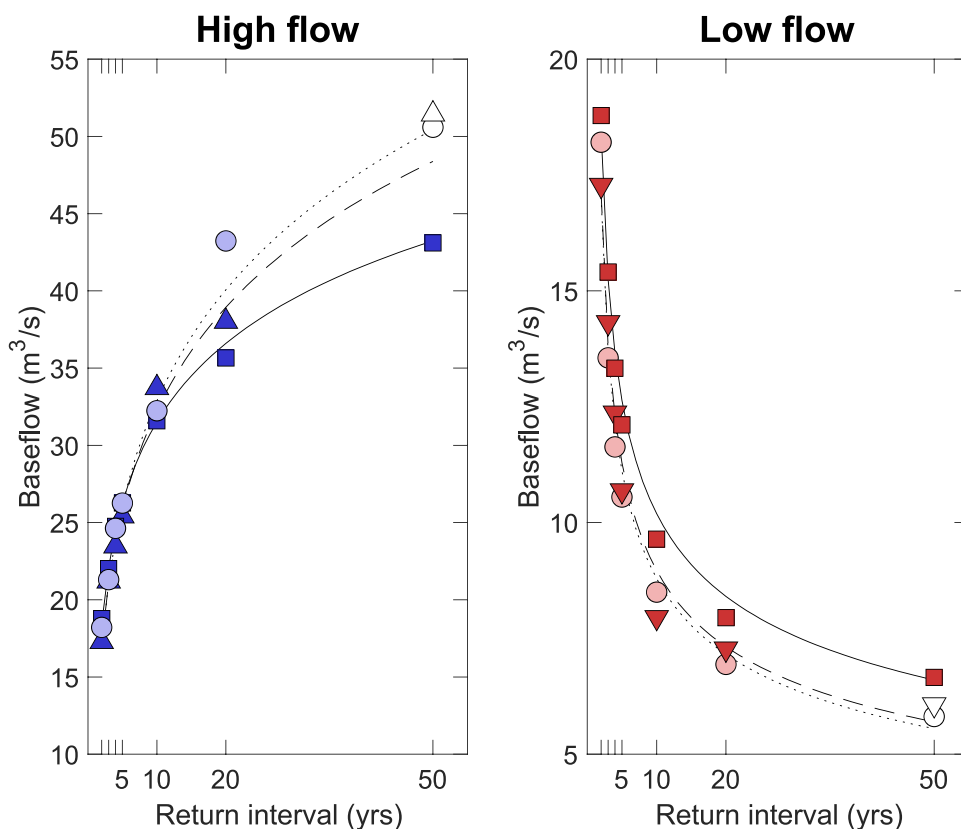 High flow
Low flow
55
50
45
40
35
30
25
20
15
10
Baseflow (m³/s)
5 10 20 50
Return interval (yrs)
20
15
10
5
Baseflow (m³/s)
5 10 20 50
Return interval (yrs)